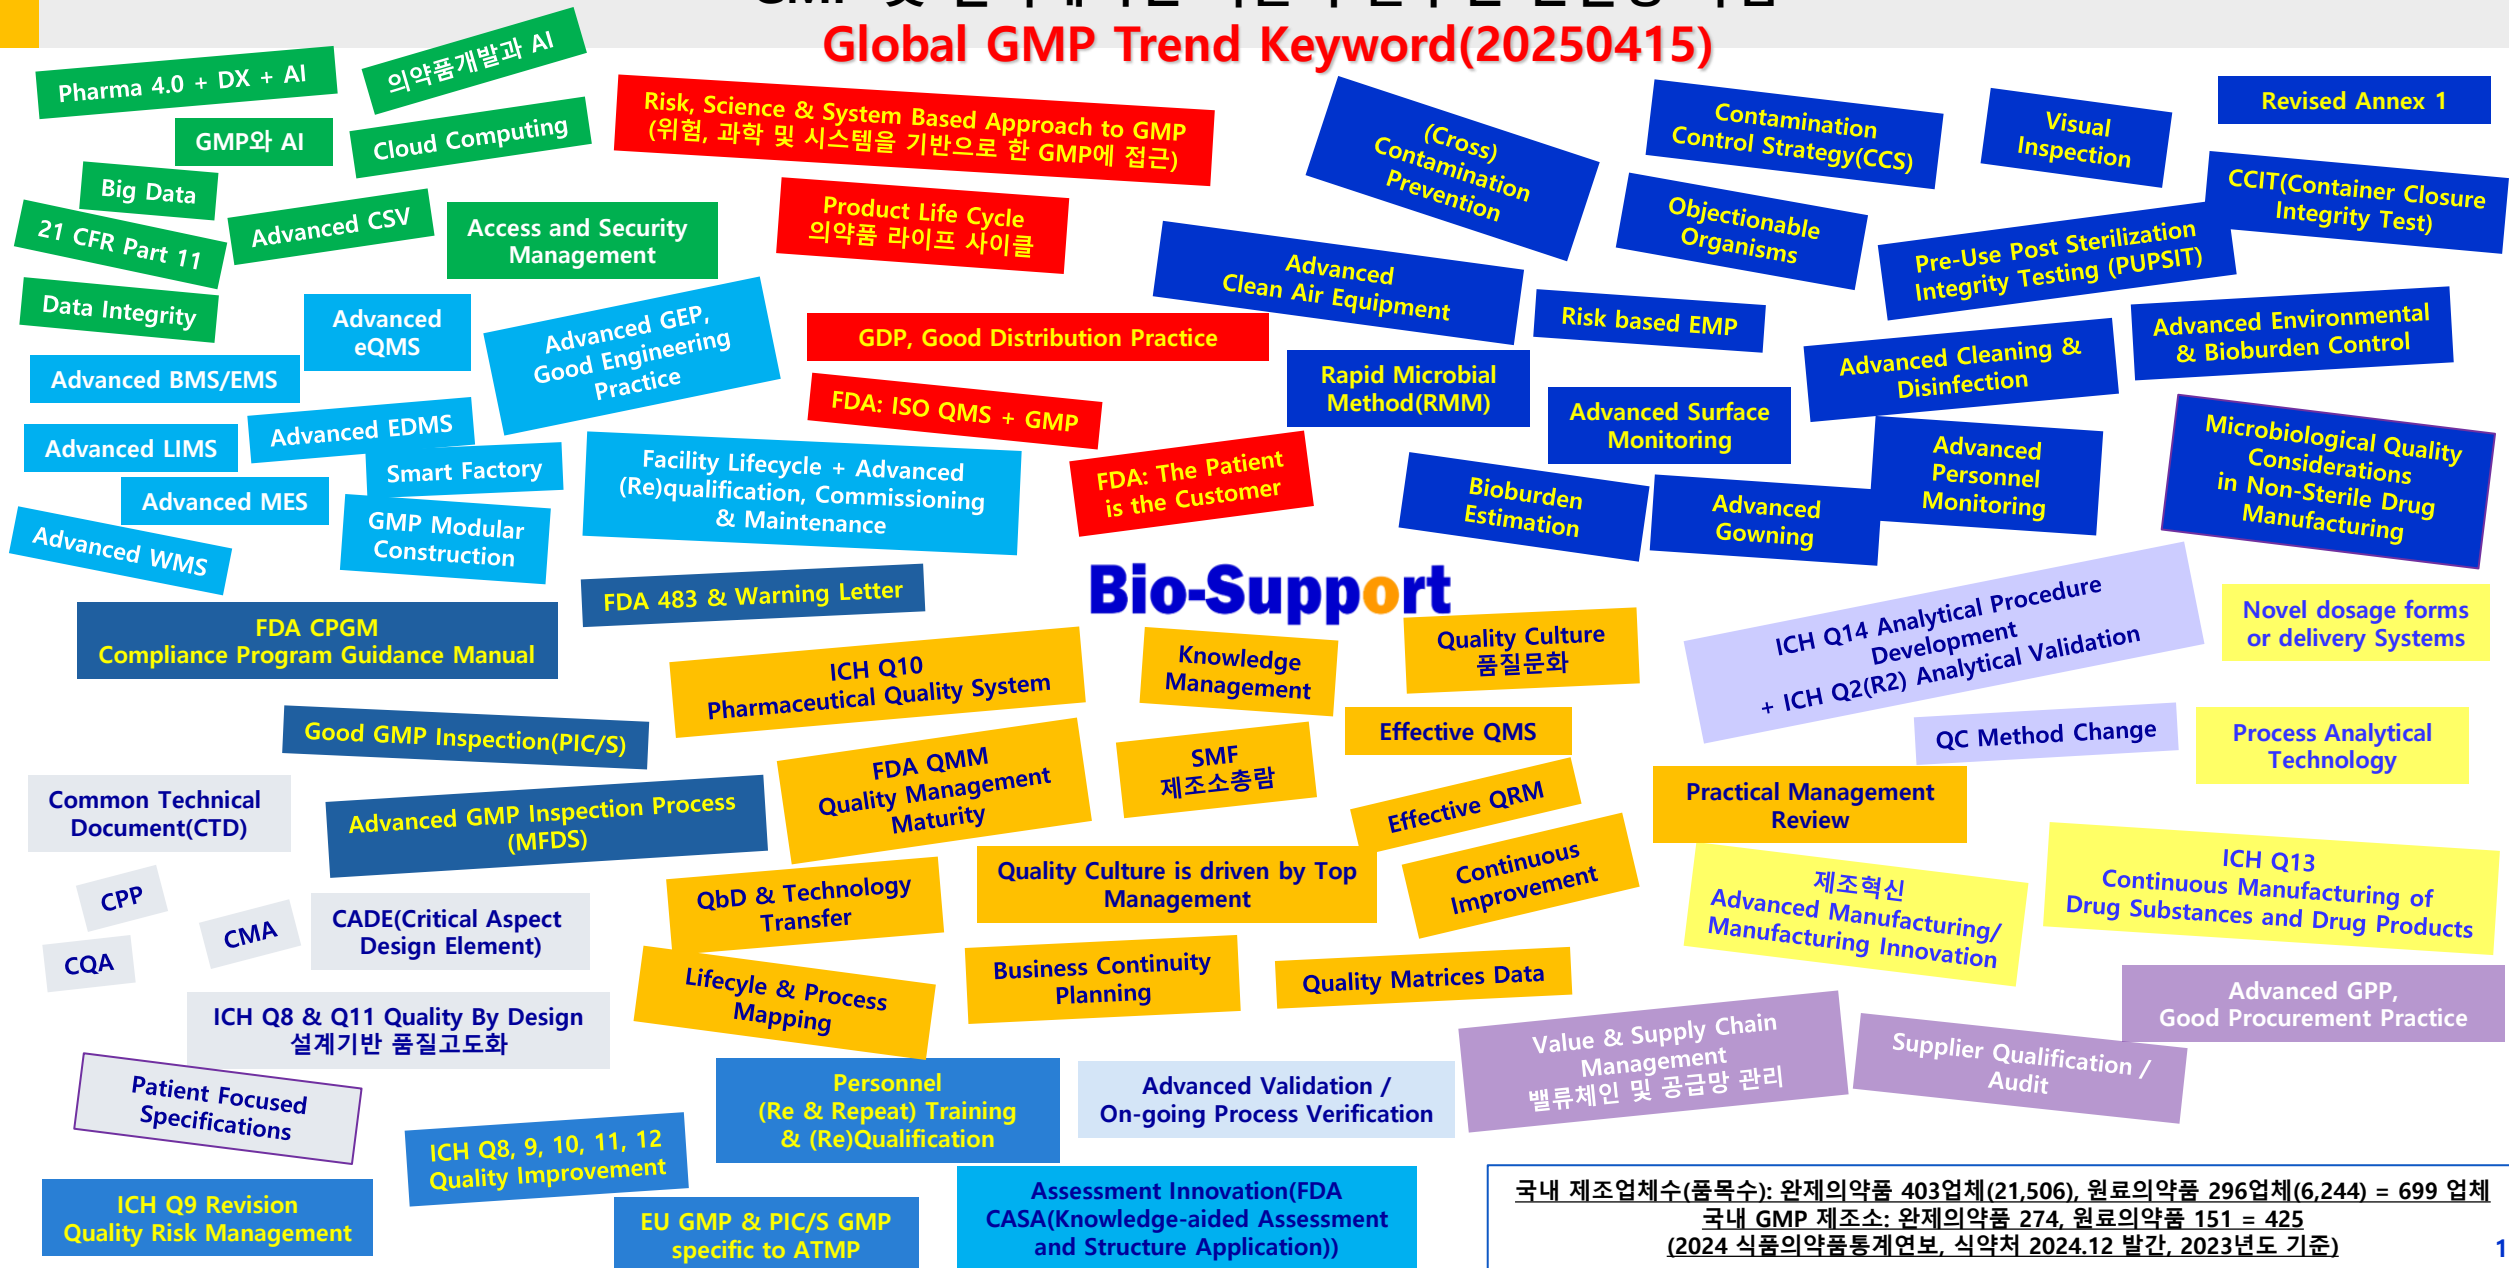 Global GMP Trend Keyword(20250415)
Pharma 4.0 + DX + AI
의약품개발과 AI
GMP와 AI
Cloud Computing
Big Data
21 CFR Part 11
Advanced CSV
Access and Security
Management
Data Integrity
Risk, Science & System Based Approach to GMP
(위험, 과학 및 시스템을 기반으로 한 GMP에 접근)
Product Life Cycle
의약품 라이프 사이클
GDP, Good Distribution Practice
FDA: ISO QMS + GMP
FDA: The Patient
is the Customer
(Cross)
Contamination
Prevention
Contamination
Control Strategy(CCS)
Visual
Inspection
Revised Annex 1
CCIT(Container Closure
Integrity Test)
Objectionable
Organisms
Pre-Use Post Sterilization
Integrity Testing (PUPSIT)
Advanced
Clean Air Equipment
Risk based EMP
Advanced Environmental
& Bioburden Control
Advanced Cleaning &
Disinfection
Rapid Microbial
Method(RMM)
Advanced Surface
Monitoring
Advanced
Personnel
Monitoring
Microbiological Quality
Considerations
in Non-Sterile Drug
Manufacturing
Bioburden
Estimation
Advanced
Gowning
Advanced
eQMS
Advanced GEP,
Good Engineering
Practice
Advanced BMS/EMS
Advanced EDMS
Advanced LIMS
Smart Factory
Advanced MES
Facility Lifecycle + Advanced
(Re)qualification, Commissioning
& Maintenance
GMP Modular
Construction
Advanced WMS
Bio-Support
FDA 483 & Warning Letter
FDA CPGM
Compliance Program Guidance Manual
Good GMP Inspection(PIC/S)
Advanced GMP Inspection Process
(MFDS)
ICH Q10
Pharmaceutical Quality System
Knowledge
Management
Quality Culture
품질문화
FDA QMM
Quality Management
Maturity
SMF
제조소총람
Effective QMS
Effective QRM
Practical Management
Review
QbD & Technology
Transfer
Quality Culture is driven by Top
Management
Continuous
Improvement
Lifecyle & Process
Mapping
Business Continuity
Planning
Quality Matrices Data
ICH Q14 Analytical Procedure
Development
+ ICH Q2(R2) Analytical Validation
QC Method Change
Novel dosage forms
or delivery Systems
Process Analytical
Technology
제조혁신
Advanced Manufacturing/
Manufacturing Innovation
ICH Q13
Continuous Manufacturing of
Drug Substances and Drug Products
Common Technical
Document(CTD)
CPP
CMA
CQA
CADE(Critical Aspect
Design Element)
ICH Q8 & Q11 Quality By Design
설계기반 품질고도화
Patient Focused
Specifications
Value & Supply Chain
Management
밸류체인 및 공급망 관리
Supplier Qualification /
Audit
Advanced GPP,
Good Procurement Practice
Personnel
(Re & Repeat) Training
& (Re)Qualification
Advanced Validation /
On-going Process Verification
ICH Q8, 9, 10, 11, 12
Quality Improvement
ICH Q9 Revision
Quality Risk Management
EU GMP & PIC/S GMP
specific to ATMP
Assessment Innovation(FDA
CASA(Knowledge-aided Assessment
and Structure Application))
국내 제조업체수(품목수): 완제의약품 403업체(21,506), 원료의약품 296업체(6,244) = 699 업체
국내 GMP 제조소: 완제의약품 274, 원료의약품 151 = 425
(2024 식품의약품통계연보, 식약처 2024.12 발간, 2023년도 기준)
1